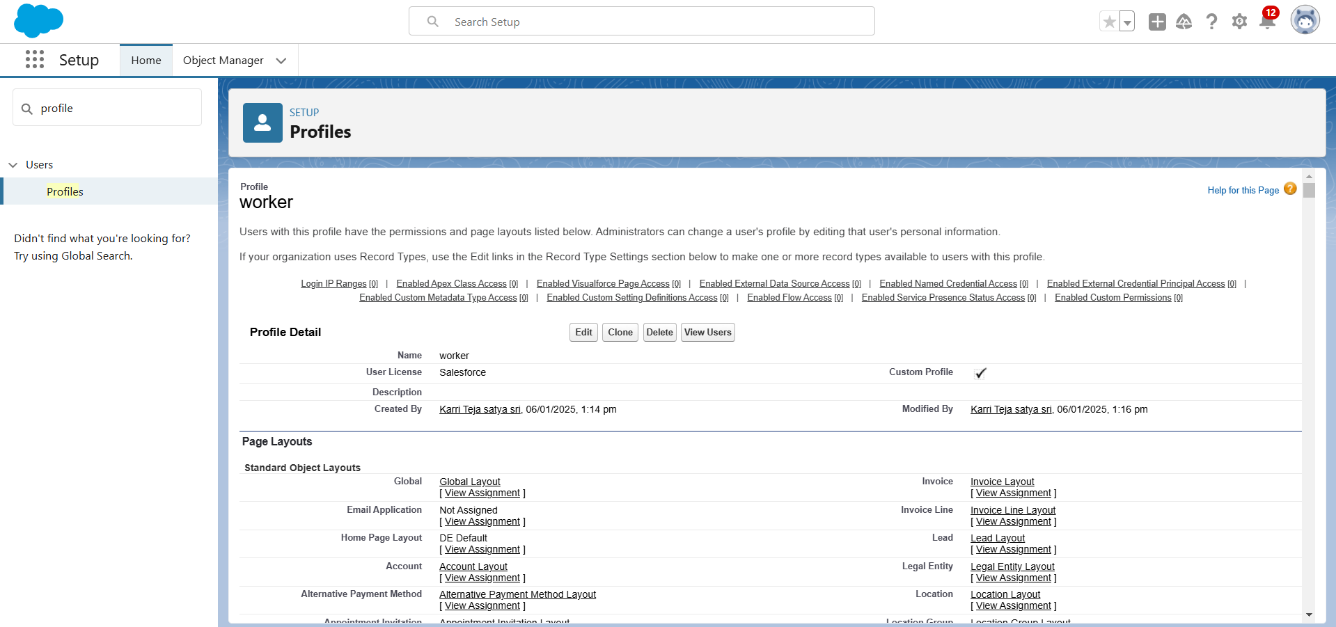 Search Setup
12
Setup
Home
Object Manager
profile
Users
Profiles
Didn't find what you're looking for?
Try using Global Search.
SETUP
Profiles
Profile
worker
Help for this Page ?
Users with this profile have the permissions and page layouts listed below. Administrators can change a user's profile by editing that user's personal information.
If your organization uses Record Types, use the Edit links in the Record Type Settings section below to make one or more record types available to users with this profile.
Login IP Ranges [0] | Enabled Apex Class Access [0] | Enabled Visualforce Page Access [0] | Enabled External Data Source Access [0] | Enabled Named Credential Access [0] | Enabled External Credential Principal Access [0] |
Enabled Custom Metadata Type Access [0] | Enabled Custom Setting Definitions Access [0] | Enabled Flow Access [0] | Enabled Service Presence Status Access [0] | Enabled Custom Permissions [0]
Profile Detail Edit Clone Delete View Users
Name worker
User License Salesforce Custom Profile ✓
Description
Created By Karri Teja satya sri, 06/01/2025, 1:14 pm Modified By Karri Teja satya sri, 06/01/2025, 1:16 pm
Page Layouts
Standard Object Layouts
Global Global Layout Invoice Invoice Layout
[ View Assignment ] [ View Assignment ]
Email Application Not Assigned Invoice Line Invoice Line Layout
[ View Assignment ] [ View Assignment ]
Home Page Layout DE Default Lead Lead Layout
[ View Assignment ] [ View Assignment ]
Account Account Layout Legal Entity Legal Entity Layout
[ View Assignment ] [ View Assignment ]
Alternative Payment Method Alternative Payment Method Layout Location Location Layout
[ View Assignment ] [ View Assignment ]
Appointment Invitation Appointment Invitation Layout Location Group Location Group Layout